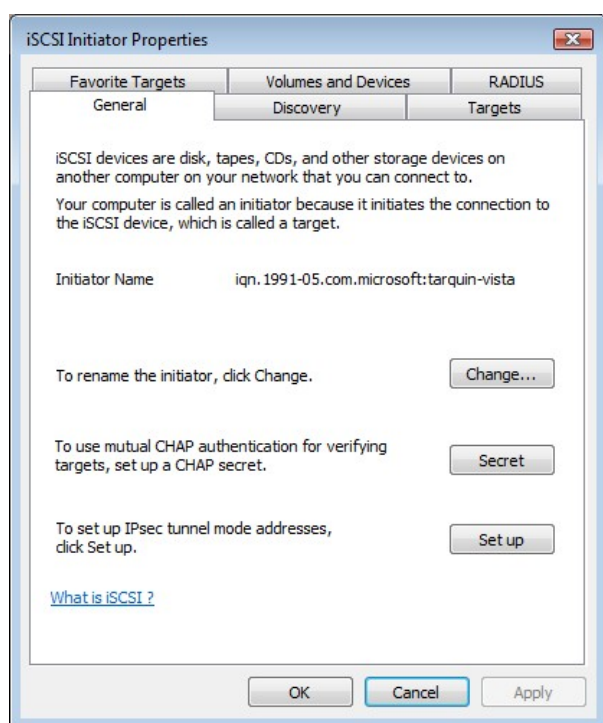 iSCSI Initiator Properties
Favorite Targets
Volumes and Devices
RADIUS
General
Discovery
Targets
iSCSI devices are disk, tapes, CDs, and other storage devices on
another computer on your network that you can connect to.
Your computer is called an initiator because it initiates the connection to
the iSCSI device, which is called a target.
Initiator Name iqn.1991-05.com.microsoft:tarquin-vista
To rename the initiator, click Change.
Change...
To use mutual CHAP authentication for verifying
targets, set up a CHAP secret.
Secret
To set up IPsec tunnel mode addresses,
click Set up.
Set up
What is iSCSI ?
OK
Cancel
Apply